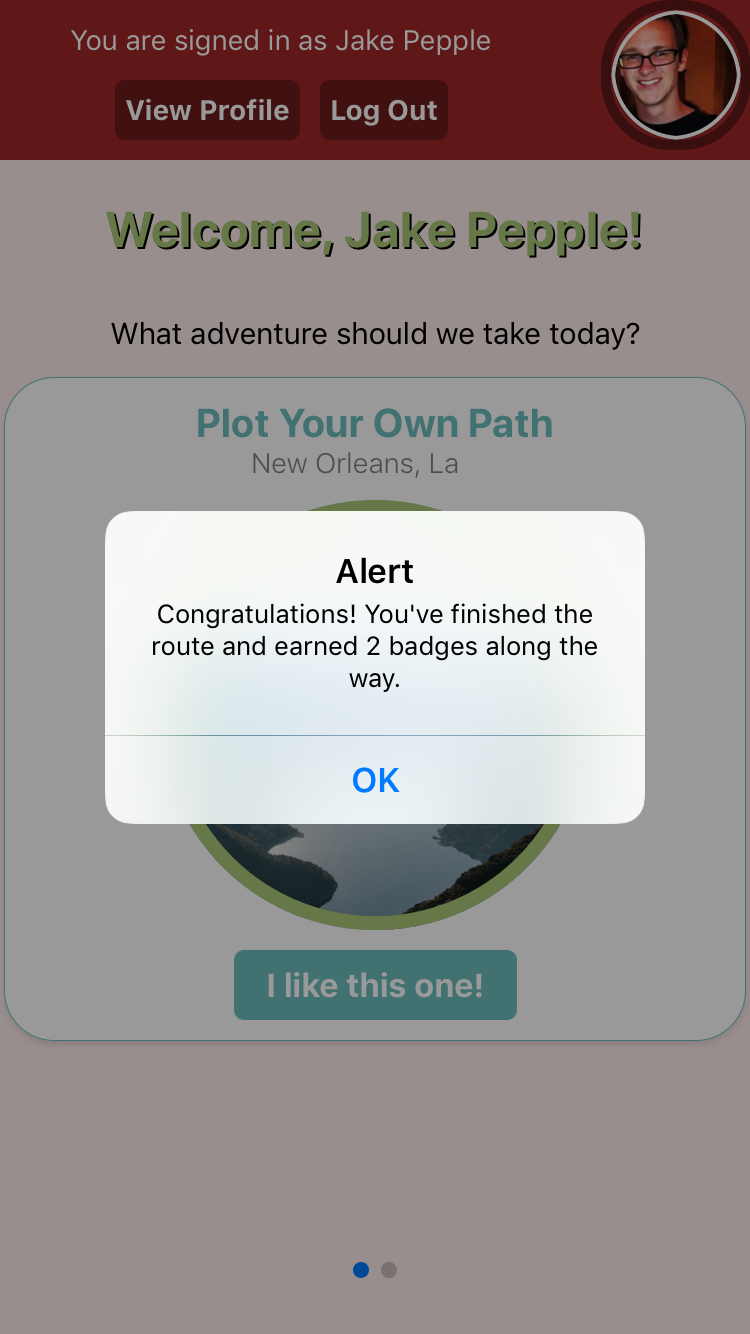 You are signed in as Jake Pepple
View Profile
Log Out
Welcome, Jake Pepple!
What adventure should we take today?
Plot Your Own Path
New Orleans, La
Alert
Congratulations! You've finished the
route and earned 2 badges along the
way.
OK
I like this one!